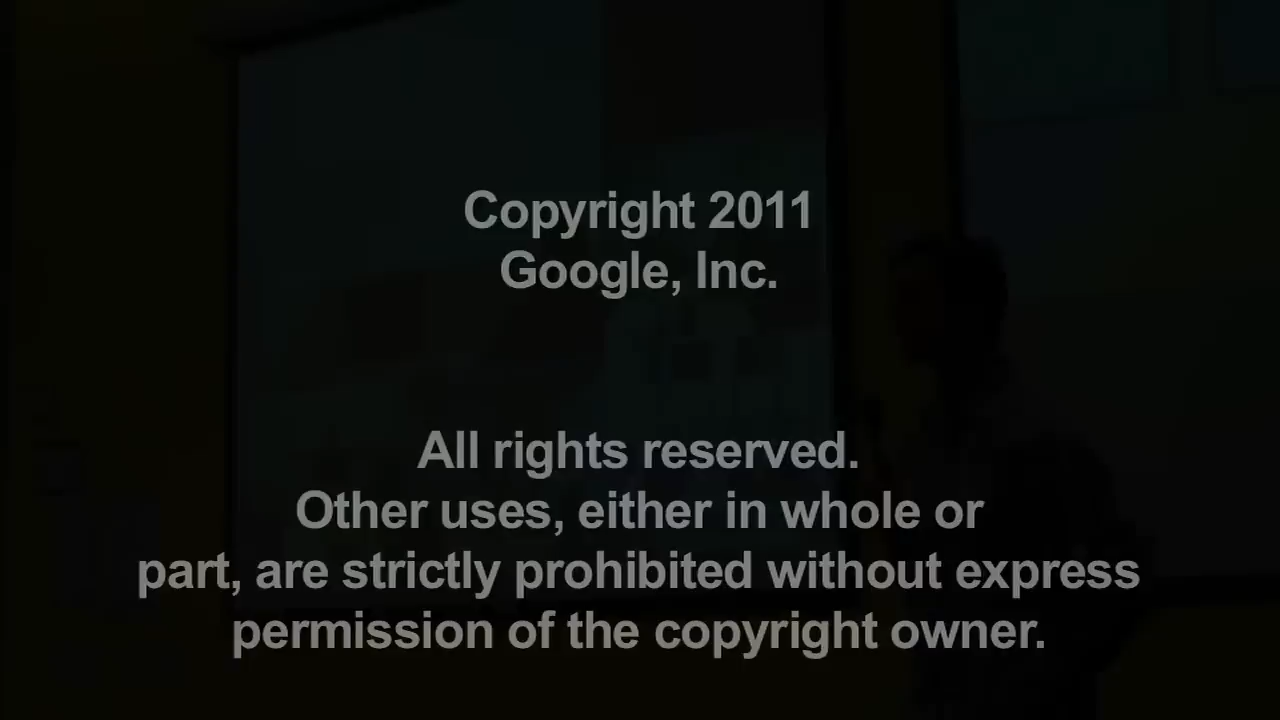 Copyright 2011
Google, Inc.
All rights reserved.
Other uses, either in whole or
part, are strictly prohibited without express
permission of the copyright owner.